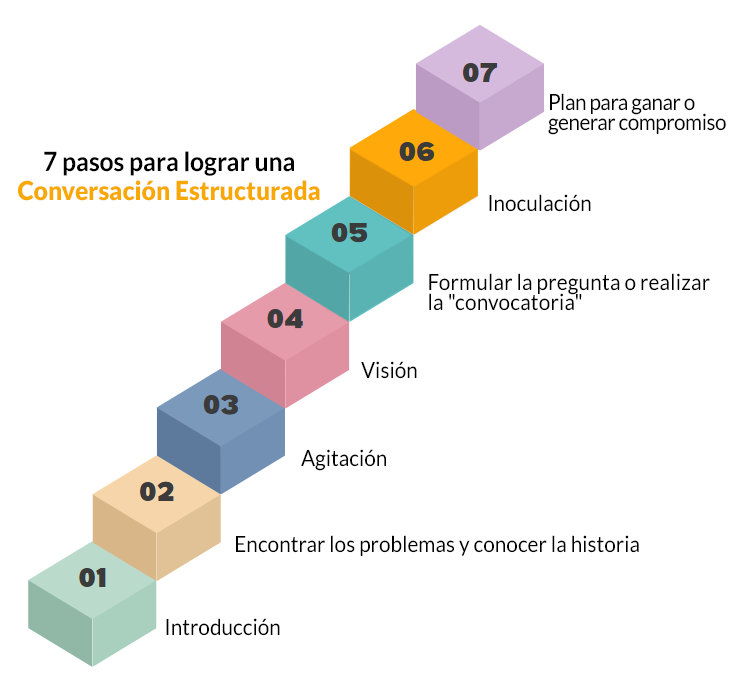 07
Plan para ganar o
generar compromiso
06
7 pasos para lograr una
Conversación Estructurada
Inoculación
05
Formular la pregunta o realizar
la "convocatoria"
04
Visión
03
Agitación
02
Encontrar los problemas y conocer la historia
01
Introducción